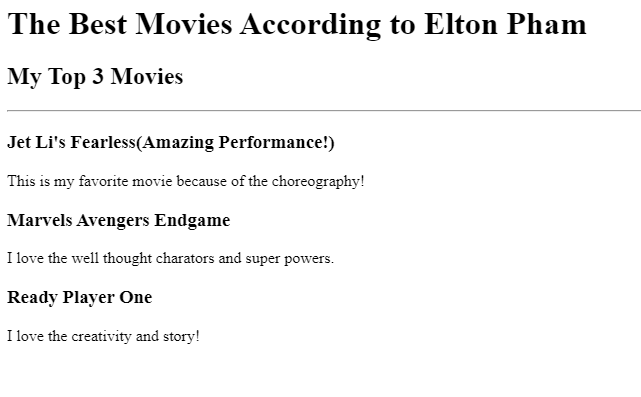 The Best Movies According to Elton Pham
My Top 3 Movies
Jet Li's Fearless(Amazing Performance!)
This is my favorite movie because of the choreography!
Marvels Avengers Endgame
I love the well thought charators and super powers.
Ready Player One
I love the creativity and story!